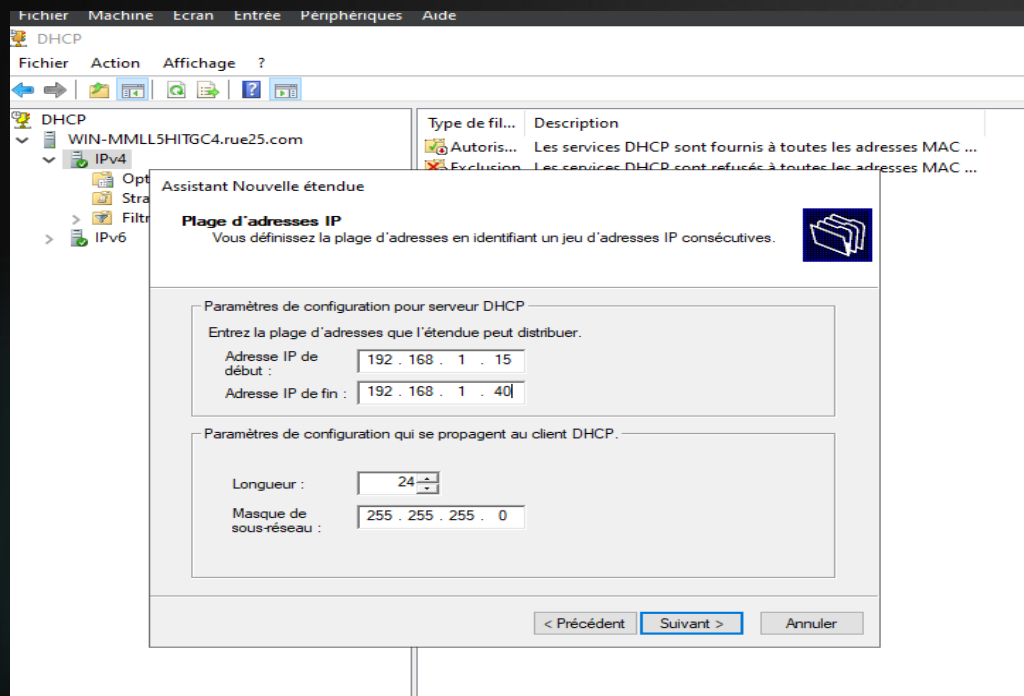 Fichier Machine Ecran Entrée Périphériques Aide
DHCP
Fichier Action Affichage ?
DHCP
WIN-MMLL5HITGC4.rue25.com
IPv4
Opt
Stra
Filtr
IPv6
Type de fil... Description
Autoris... Les services DHCP sont fournis à toutes les adresses MAC ...
Exclusion Les services DHCP sont refusés à toutes les adresses MAC ...
Assistant Nouvelle étendue
Plage d'adresses IP
Vous définissez la plage d'adresses en identifiant un jeu d'adresses IP consécutives.
Paramètres de configuration pour serveur DHCP
Entrez la plage d'adresses que l'étendue peut distribuer.
Adresse IP de début : 192 . 168 . 1 . 15
Adresse IP de fin : 192 . 168 . 1 . 40
Paramètres de configuration qui se propagent au client DHCP.
Longueur : 24
Masque de sous-réseau : 255 . 255 . 255 . 0
< Précédent Suivant > Annuler